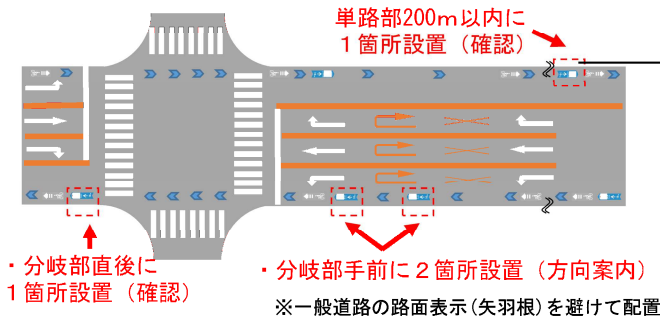 単路部200ｍ以内に
１箇所設置（確認）
・分岐部直後に
１箇所設置（確認）
・分岐部手前に２箇所設置（方向案内）
※一般道路の路面表示(矢羽根)を避けて配置